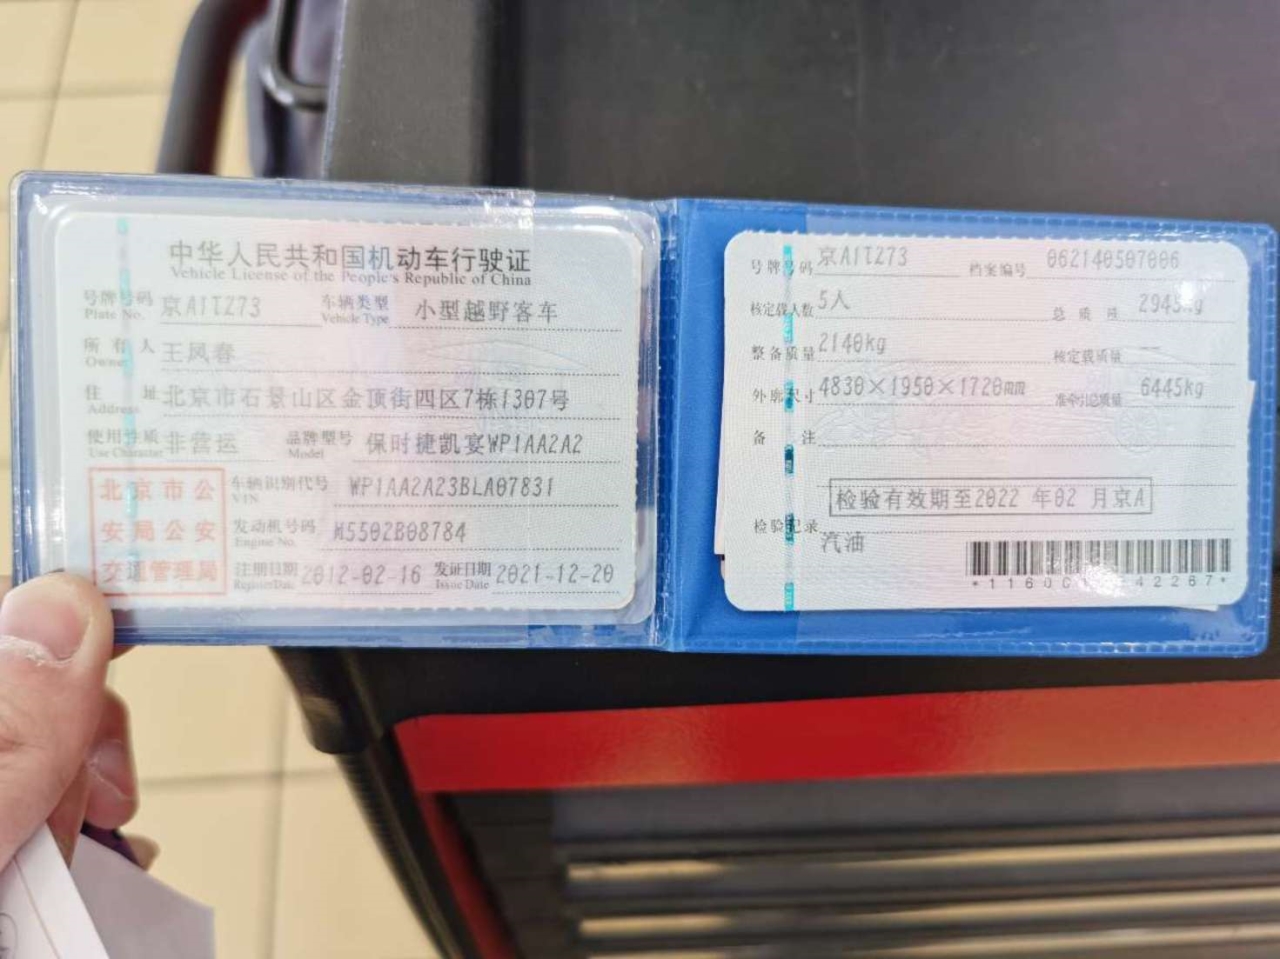 中华人民共和国机动车行驶证
Vehicle License of the People's Republic of China
号牌号码 京A1TZ73 车辆类型 小型越野客车
Plate No. Vehicle Type
所有人 王凤春
Owner
住址 北京市石景山区金顶街四区7栋1307号
Address
使用性质 非营运 品牌型号 保时捷凯宴WP1AA2A2
Use Character Model
北京市公
安局公安
交通管理局
车辆识别代号 WP1AA2A23BLA07831
VIN
发动机号码 M5502B08784
Engine No.
注册日期 2012-02-16 发证日期 2021-12-20
Register Date Issue Date
号牌号码 京A1TZ73 档案编号 062140507006
核定载人数 5人 总质量 2945kg
整备质量 2140kg 核定载质量 --
外廓尺寸 4830×1950×1720mm 准牵引总质量 6445kg
备注
检验有效期至2022 年02 月京A
检验记录
汽油